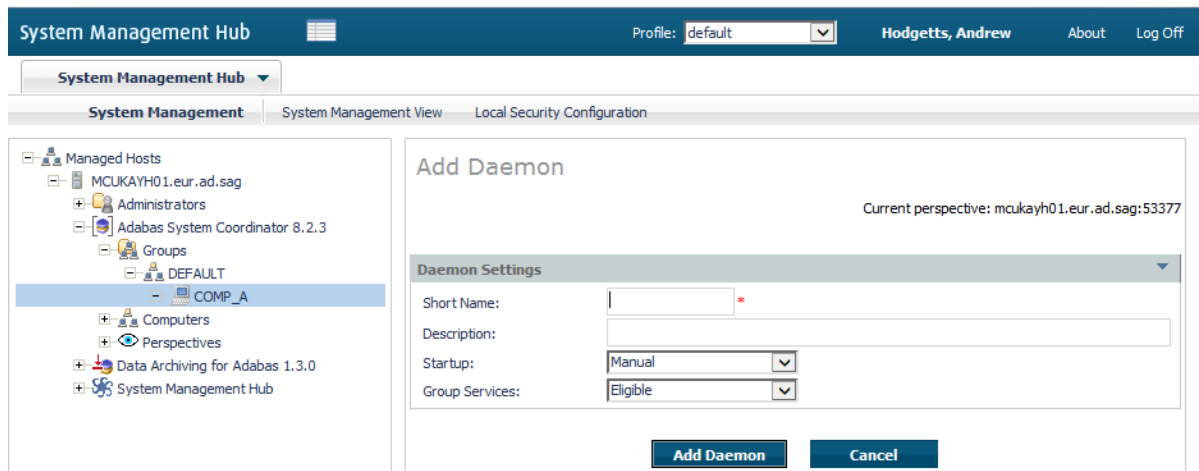 System Management Hub
Profile: default Hodgetts, Andrew About Log Off
System Management Hub
System Management System Management View Local Security Configuration
Managed Hosts
MCUKAYH01.eur.ad.sag
Administrators
Adabas System Coordinator 8.2.3
Groups
DEFAULT
COMP_A
Computers
Perspectives
Data Archiving for Adabas 1.3.0
System Management Hub
Add Daemon
Current perspective: mcukayh01.eur.ad.sag:53377
Daemon Settings
Short Name: *
Description:
Startup: Manual
Group Services: Eligible
Add Daemon Cancel